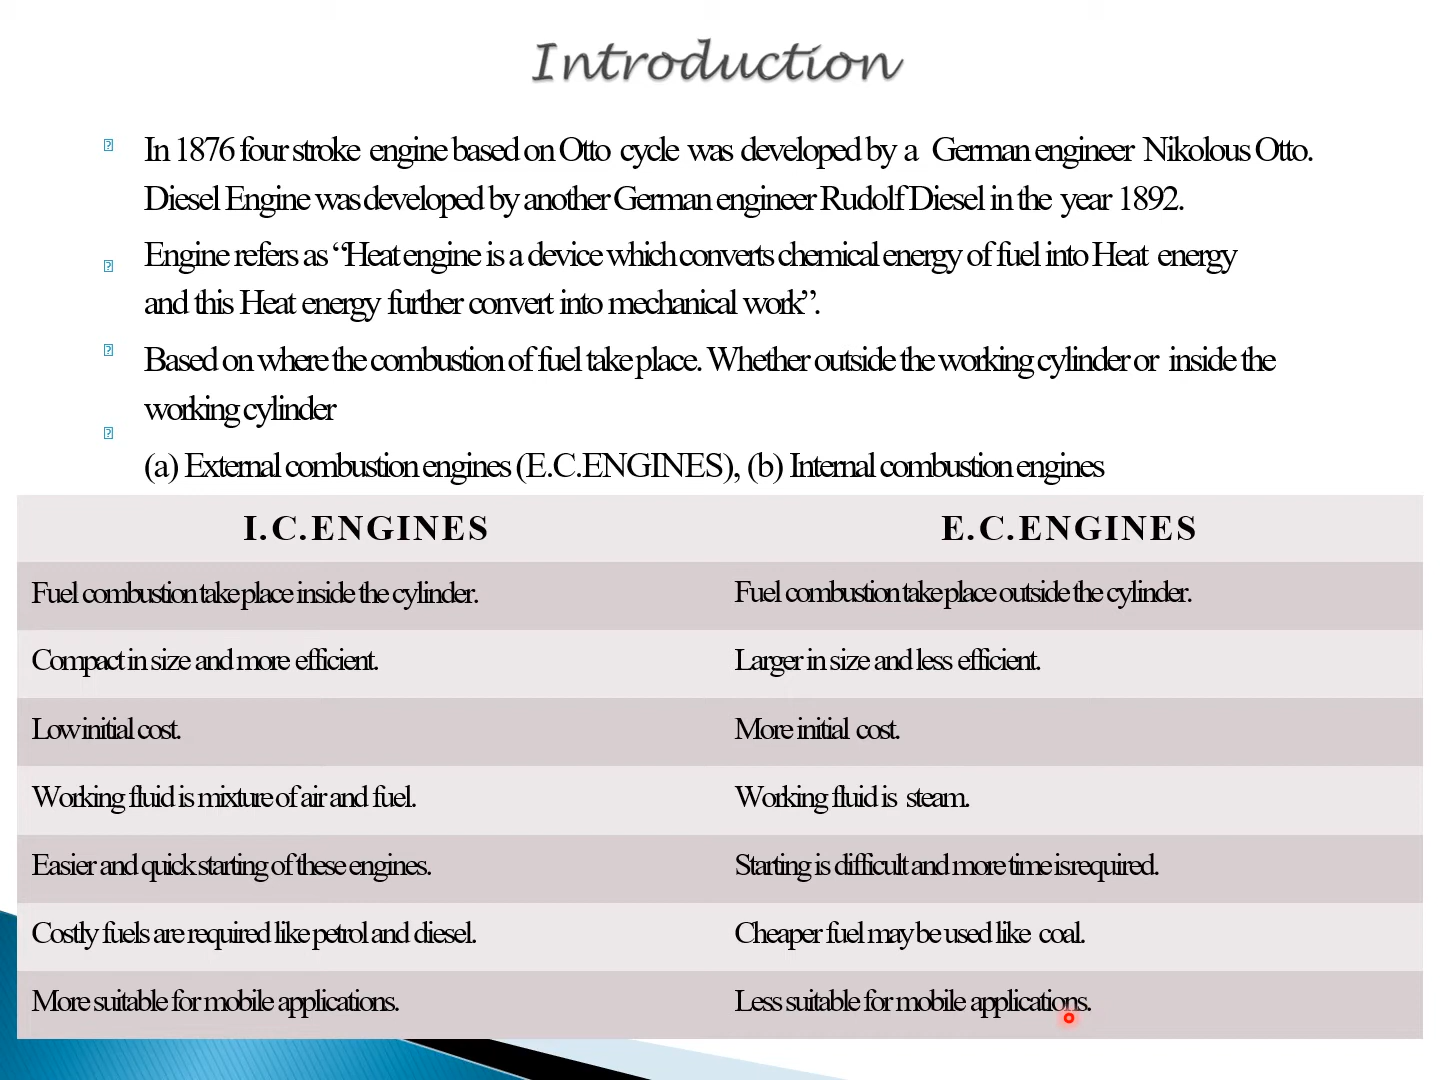 Introduction
In 1876 four stroke engine based on Otto cycle was developed by a German engineer Nikolous Otto.
Diesel Engine was developed by another German engineer Rudolf Diesel in the year 1892.
Engine refers as “Heat engine is a device which converts chemical energy of fuel into Heat energy
and this Heat energy further convert into mechanical work”.
Based on where the combustion of fuel take place. Whether outside the working cylinder or inside the
working cylinder
(a) External combustion engines (E.C.ENGINES), (b) Internal combustion engines
I.C.ENGINES E.C.ENGINES
Fuel combustion take place inside the cylinder. Fuel combustion take place outside the cylinder.
Compact in size and more efficient. Larger in size and less efficient.
Low initial cost. More initial cost.
Working fluid is mixture of air and fuel. Working fluid is steam.
Easier and quick starting of these engines. Starting is difficult and more time is required.
Costly fuels are required like petrol and diesel. Cheaper fuel may be used like coal.
More suitable for mobile applications. Less suitable for mobile applications.